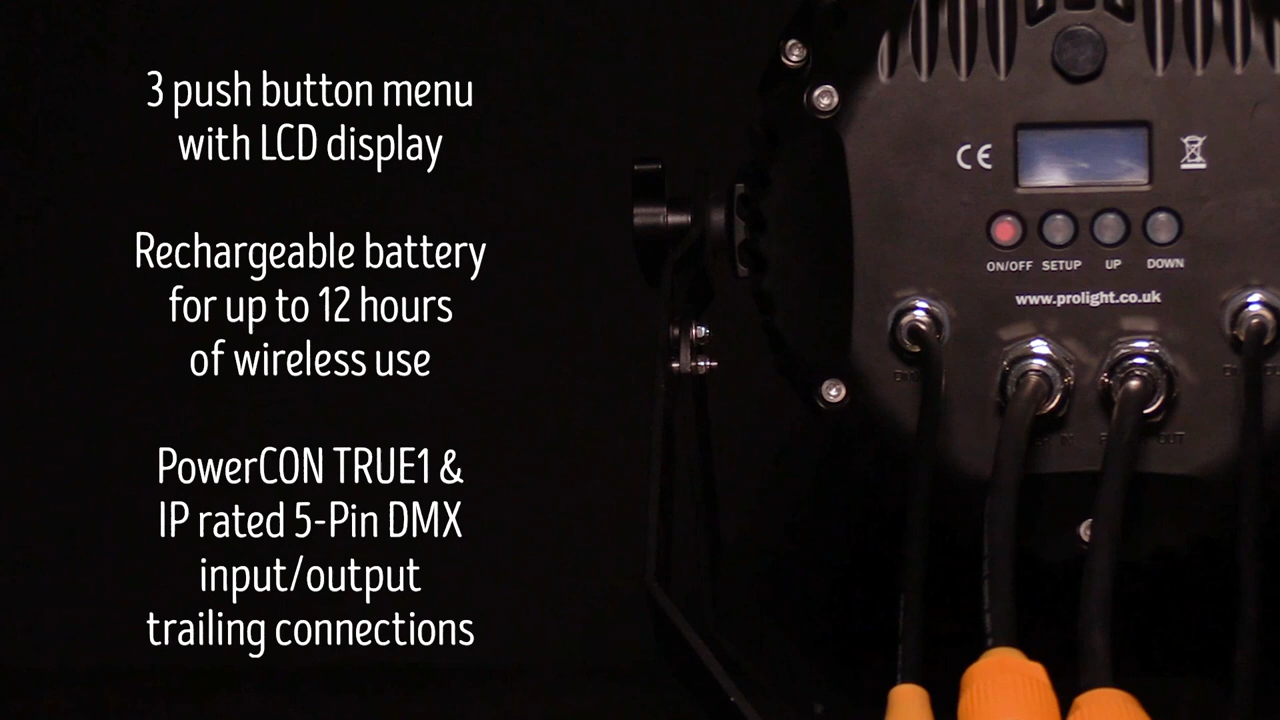 3 push button menu
with LCD display
Rechargeable battery
for up to 12 hours
of wireless use
PowerCON TRUE1 &
IP rated 5-Pin DMX
input/output
trailing connections
CE
ON/OFF SETUP UP DOWN
www.prolight.co.uk
IN
OUT